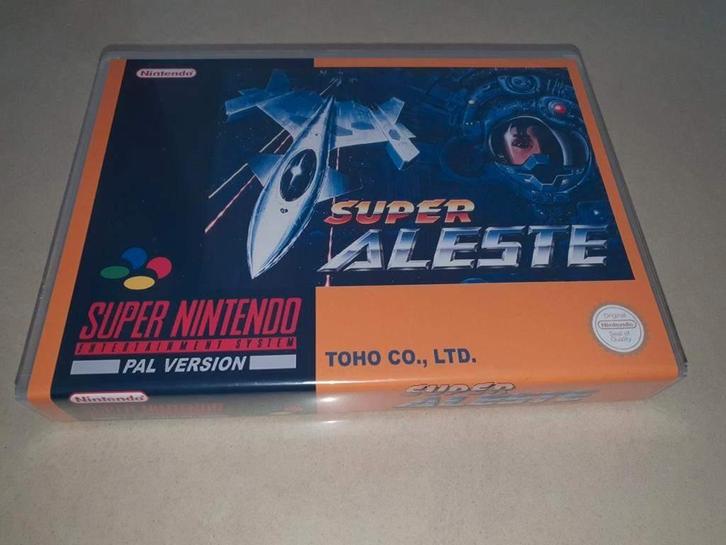 Nintendo
SUPER
ALESTE
SUPER NINTENDO
ENTERTAINMENT SYSTEM
PAL VERSION
TOHO CO., LTD.
Original
Nintendo
Seal of
Quality
Nintendo
SUPER
ALESTE